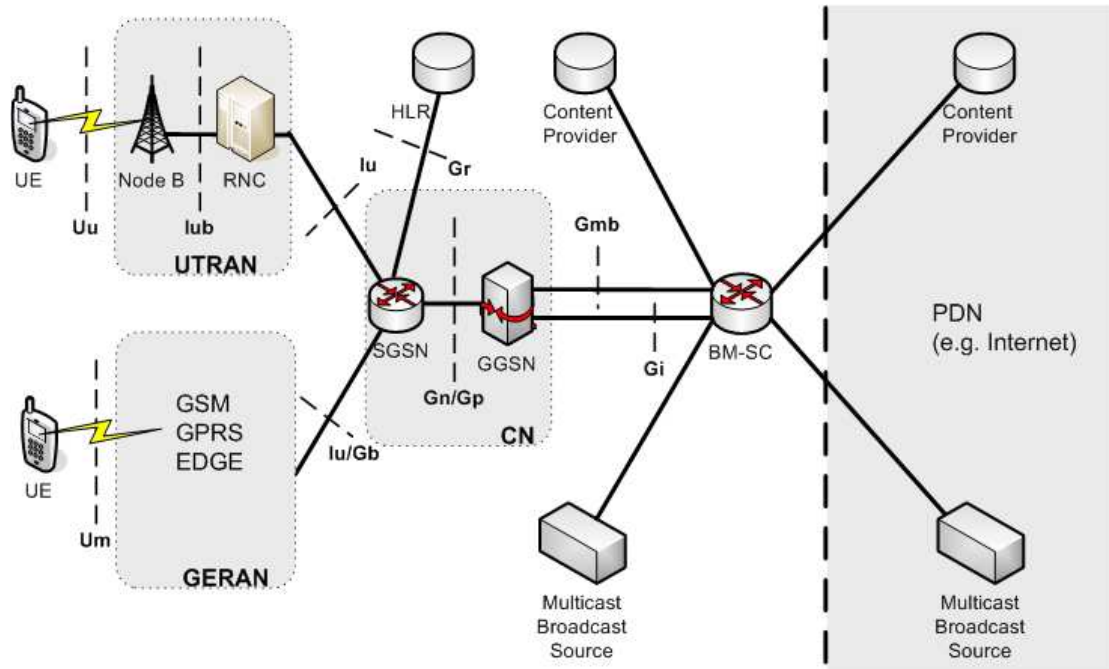 HLR
Content
Provider
Content
Provider
UE
Node B
RNC
Iu
Gr
Uu
Iub
UTRAN
Gmb
PDN
(e.g. Internet)
SGSN
GGSN
BM-SC
Gi
Gn/Gp
CN
GSM
GPRS
EDGE
Iu/Gb
UE
Um
GERAN
Multicast
Broadcast
Source
Multicast
Broadcast
Source